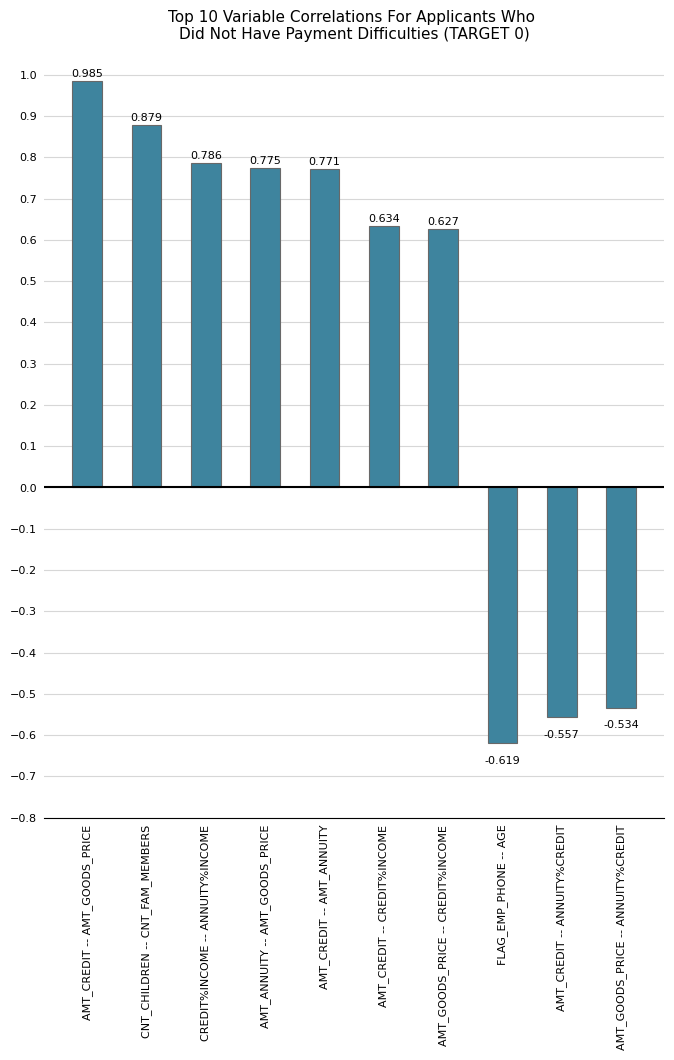 Top 10 Variable Correlations For Applicants Who
Did Not Have Payment Difficulties (TARGET 0)
1.0
0.9
0.8
0.7
0.6
0.5
0.4
0.3
0.2
0.1
0.0
−0.1
−0.2
−0.3
−0.4
−0.5
−0.6
−0.7
−0.8
0.985
0.879
0.786
0.775
0.771
0.634
0.627
-0.619
-0.557
-0.534
AMT_CREDIT -- AMT_GOODS_PRICE
CNT_CHILDREN -- CNT_FAM_MEMBERS
CREDIT%INCOME -- ANNUITY%INCOME
AMT_ANNUITY -- AMT_GOODS_PRICE
AMT_CREDIT -- AMT_ANNUITY
AMT_CREDIT -- CREDIT%INCOME
AMT_GOODS_PRICE -- CREDIT%INCOME
FLAG_EMP_PHONE -- AGE
AMT_CREDIT -- ANNUITY%CREDIT
AMT_GOODS_PRICE -- ANNUITY%CREDIT